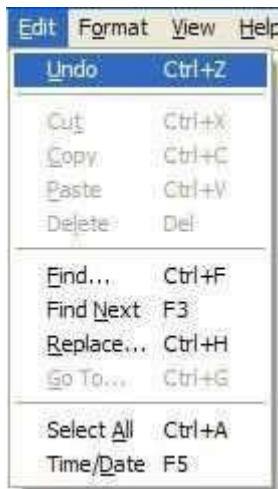 Edit Format View Help
Undo Ctrl+Z
Cut Ctrl+X
Copy Ctrl+C
Paste Ctrl+V
Delete Del
Find... Ctrl+F
Find Next F3
Replace... Ctrl+H
Go To... Ctrl+G
Select All Ctrl+A
Time/Date F5